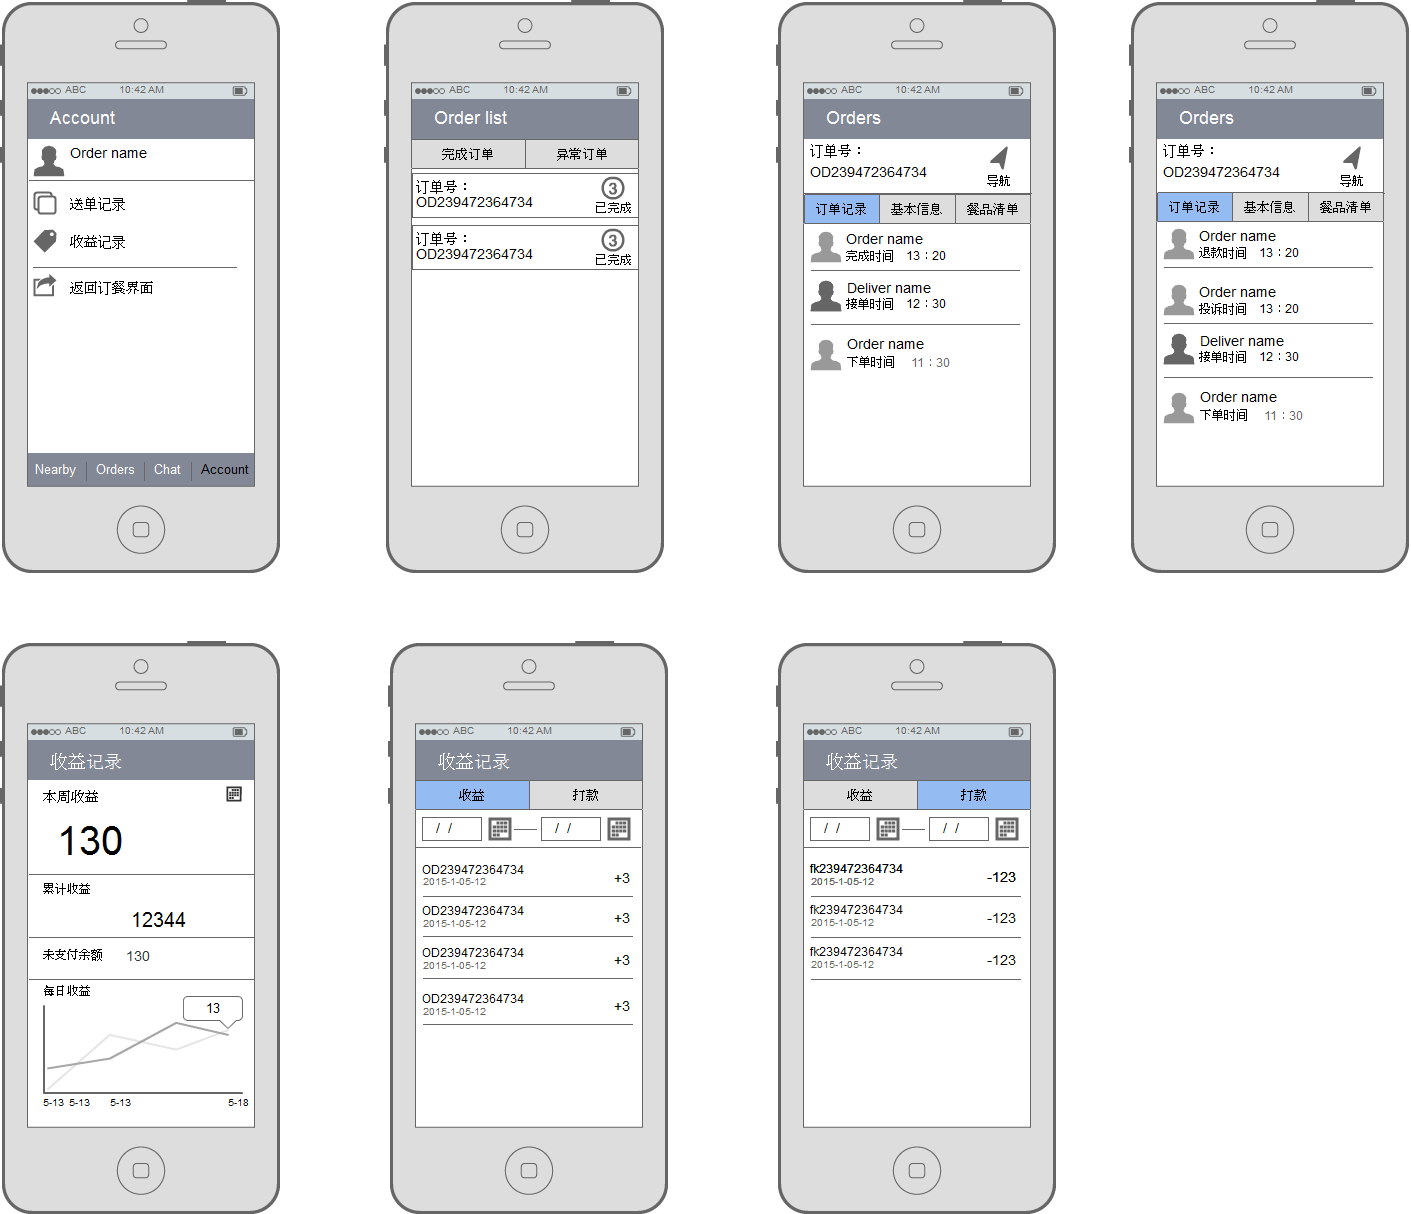 ABC 10:42 AM
Account
Order name
送单记录
收益记录
返回订餐界面
Nearby Orders Chat Account
ABC 10:42 AM
Order list
完成订单 异常订单
订单号：
OD239472364734
3
已完成
订单号：
OD239472364734
3
已完成
ABC 10:42 AM
Orders
订单号：
OD239472364734
导航
订单记录 基本信息 餐品清单
Order name
完成时间 13：20
Deliver name
接单时间 12：30
Order name
下单时间 11：30
ABC 10:42 AM
Orders
订单号：
OD239472364734
导航
订单记录 基本信息 餐品清单
Order name
退款时间 13：20
Order name
投诉时间 13：20
Deliver name
接单时间 12：30
Order name
下单时间 11：30
ABC 10:42 AM
收益记录
本周收益
130
累计收益
12344
未支付余额 130
每日收益
13
5-13 5-13 5-13 5-18
ABC 10:42 AM
收益记录
收益 打款
/ / / /
OD239472364734
2015-1-05-12
+3
OD239472364734
2015-1-05-12
+3
OD239472364734
2015-1-05-12
+3
OD239472364734
2015-1-05-12
+3
ABC 10:42 AM
收益记录
收益 打款
/ / / /
fk239472364734
2015-1-05-12
-123
fk239472364734
2015-1-05-12
-123
fk239472364734
2015-1-05-12
-123